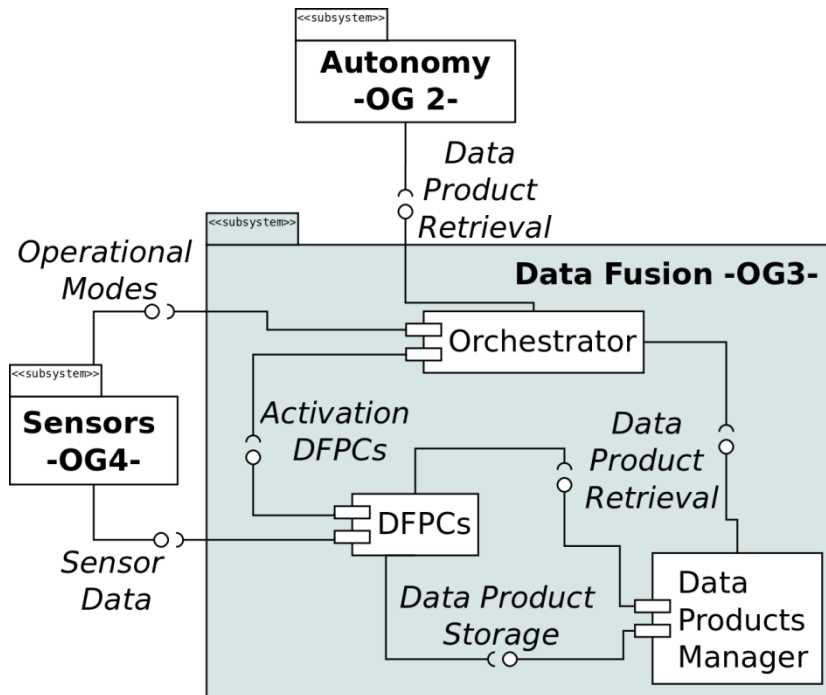 <<subsystem>>
Autonomy
-OG 2-
Data
Product
Retrieval
<<subsystem>>
Operational
Modes
Data Fusion -OG3-
Orchestrator
<<subsystem>>
Sensors
-OG4-
Activation
DFPCs
Data
Product
Retrieval
DFPCs
Sensor
Data
Data Product
Storage
Data
Products
Manager